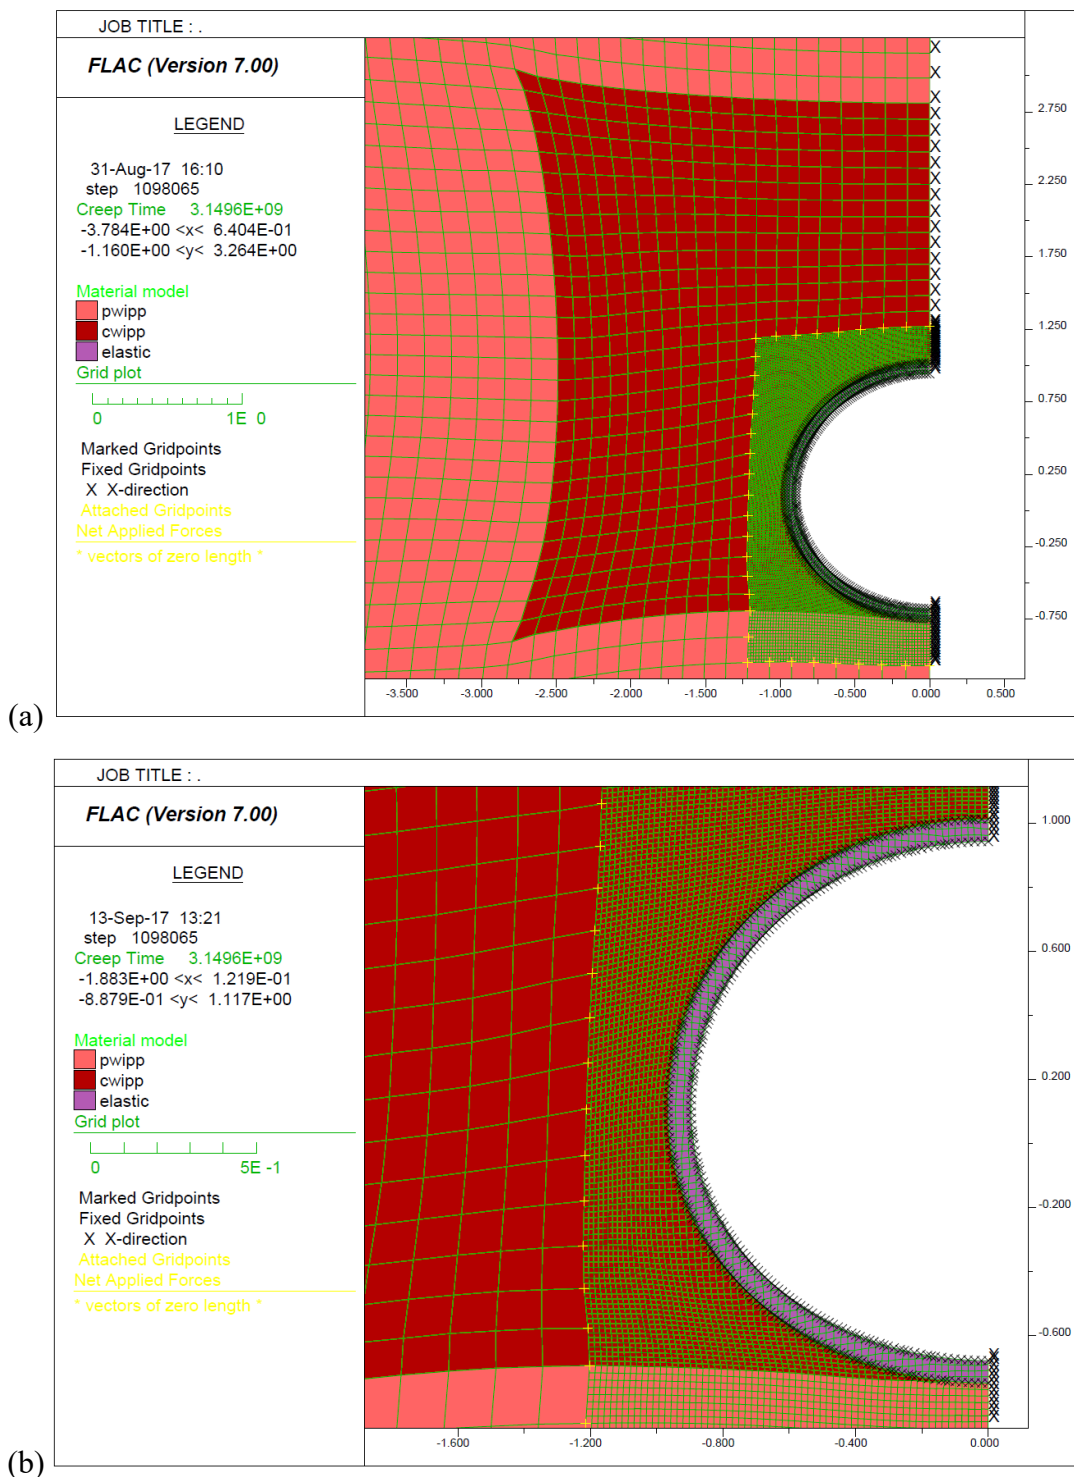 JOB TITLE : .
FLAC (Version 7.00)
LEGEND
31-Aug-17 16:10
step 1098065
Creep Time 3.1496E+09
-3.784E+00 <x< 6.404E-01
-1.160E+00 <y< 3.264E+00
Material model
pwipp
cwipp
elastic
Grid plot
0 1E 0
Marked Gridpoints
Fixed Gridpoints
X X-direction
Attached Gridpoints
Net Applied Forces
* vectors of zero length *
2.750
2.250
1.750
1.250
0.750
0.250
-0.250
-0.750
-3.500 -3.000 -2.500 -2.000 -1.500 -1.000 -0.500 0.000 0.500
(a)
JOB TITLE : .
FLAC (Version 7.00)
LEGEND
13-Sep-17 13:21
step 1098065
Creep Time 3.1496E+09
-1.883E+00 <x< 1.219E-01
-8.879E-01 <y< 1.117E+00
Material model
pwipp
cwipp
elastic
Grid plot
0 5E -1
Marked Gridpoints
Fixed Gridpoints
X X-direction
Attached Gridpoints
Net Applied Forces
* vectors of zero length *
1.000
0.600
0.200
-0.200
-0.600
-1.600 -1.200 -0.800 -0.400 0.000
(b)